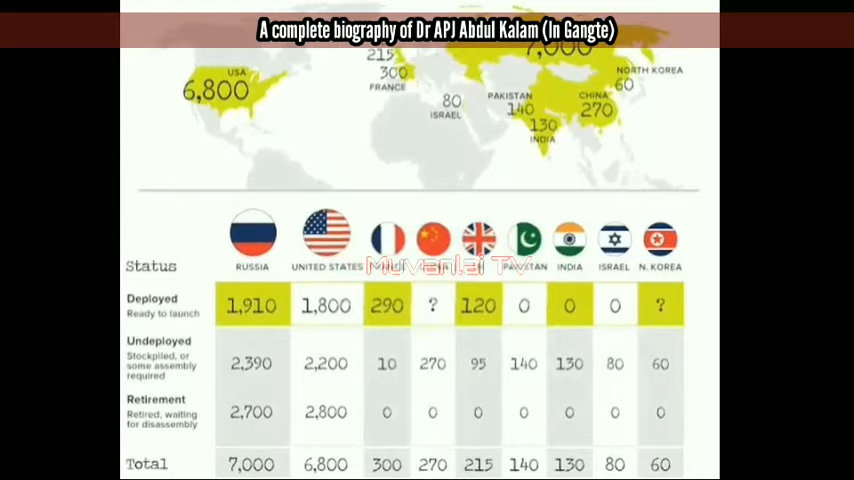 A complete biography of Dr APJ Abdul Kalam (In Gangte)
7,000
215
USA
6,800
300
FRANCE
NORTH KOREA
60
80
ISRAEL
PAKISTAN
140
CHINA
270
130
INDIA
Status
RUSSIA UNITED STATES PAKISTAN INDIA ISRAEL N. KOREA
Muvanlai TV
Deployed
Ready to launch
1,910 1,800 290 ? 120 0 0 0 ?
Undeployed
Stockpiled, or
some assembly
required
2,390 2,200 10 270 95 140 130 80 60
Retirement
Retired, waiting
for disassembly
2,700 2,800 0 0 0 0 0 0 0
Total 7,000 6,800 300 270 215 140 130 80 60